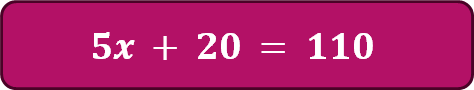 5x + 20 = 110